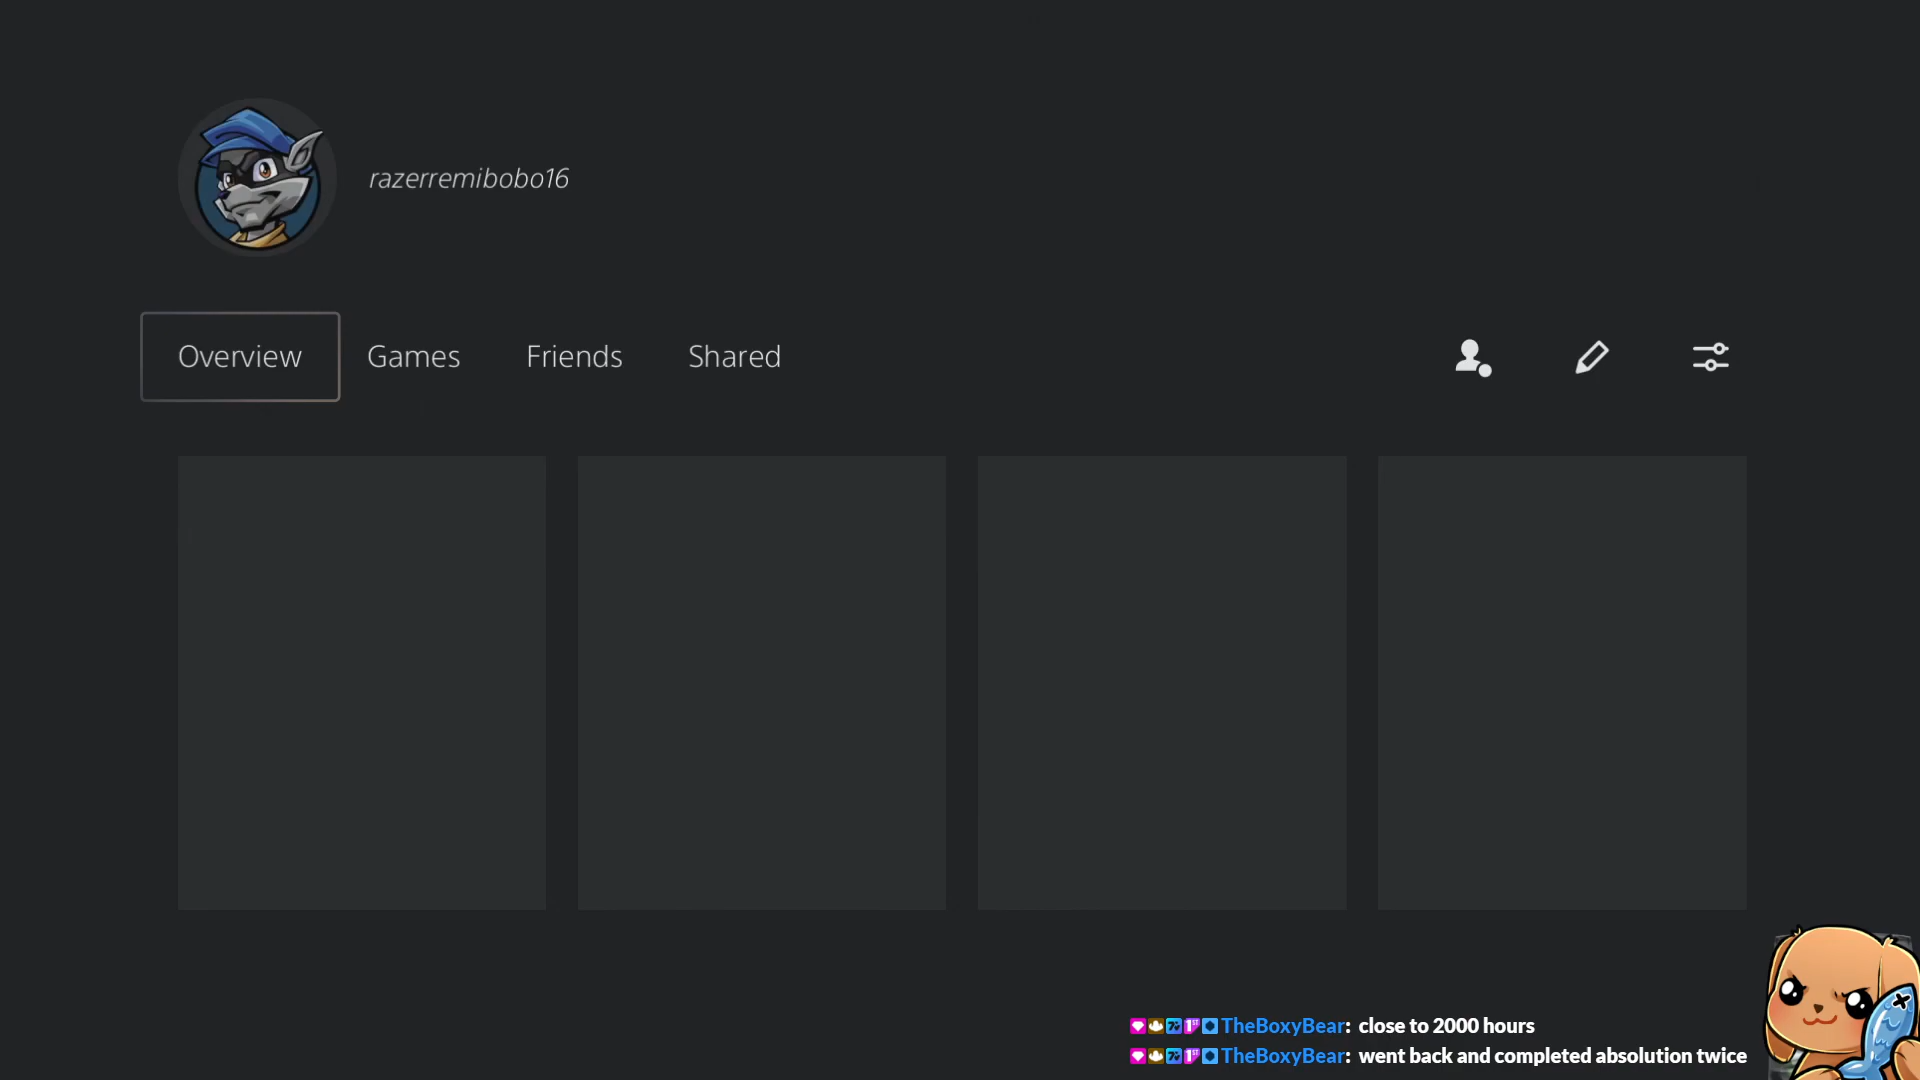 razerremibobo16
Overview Games Friends Shared
TheBoxyBear: close to 2000 hours
TheBoxyBear: went back and completed absolution twice